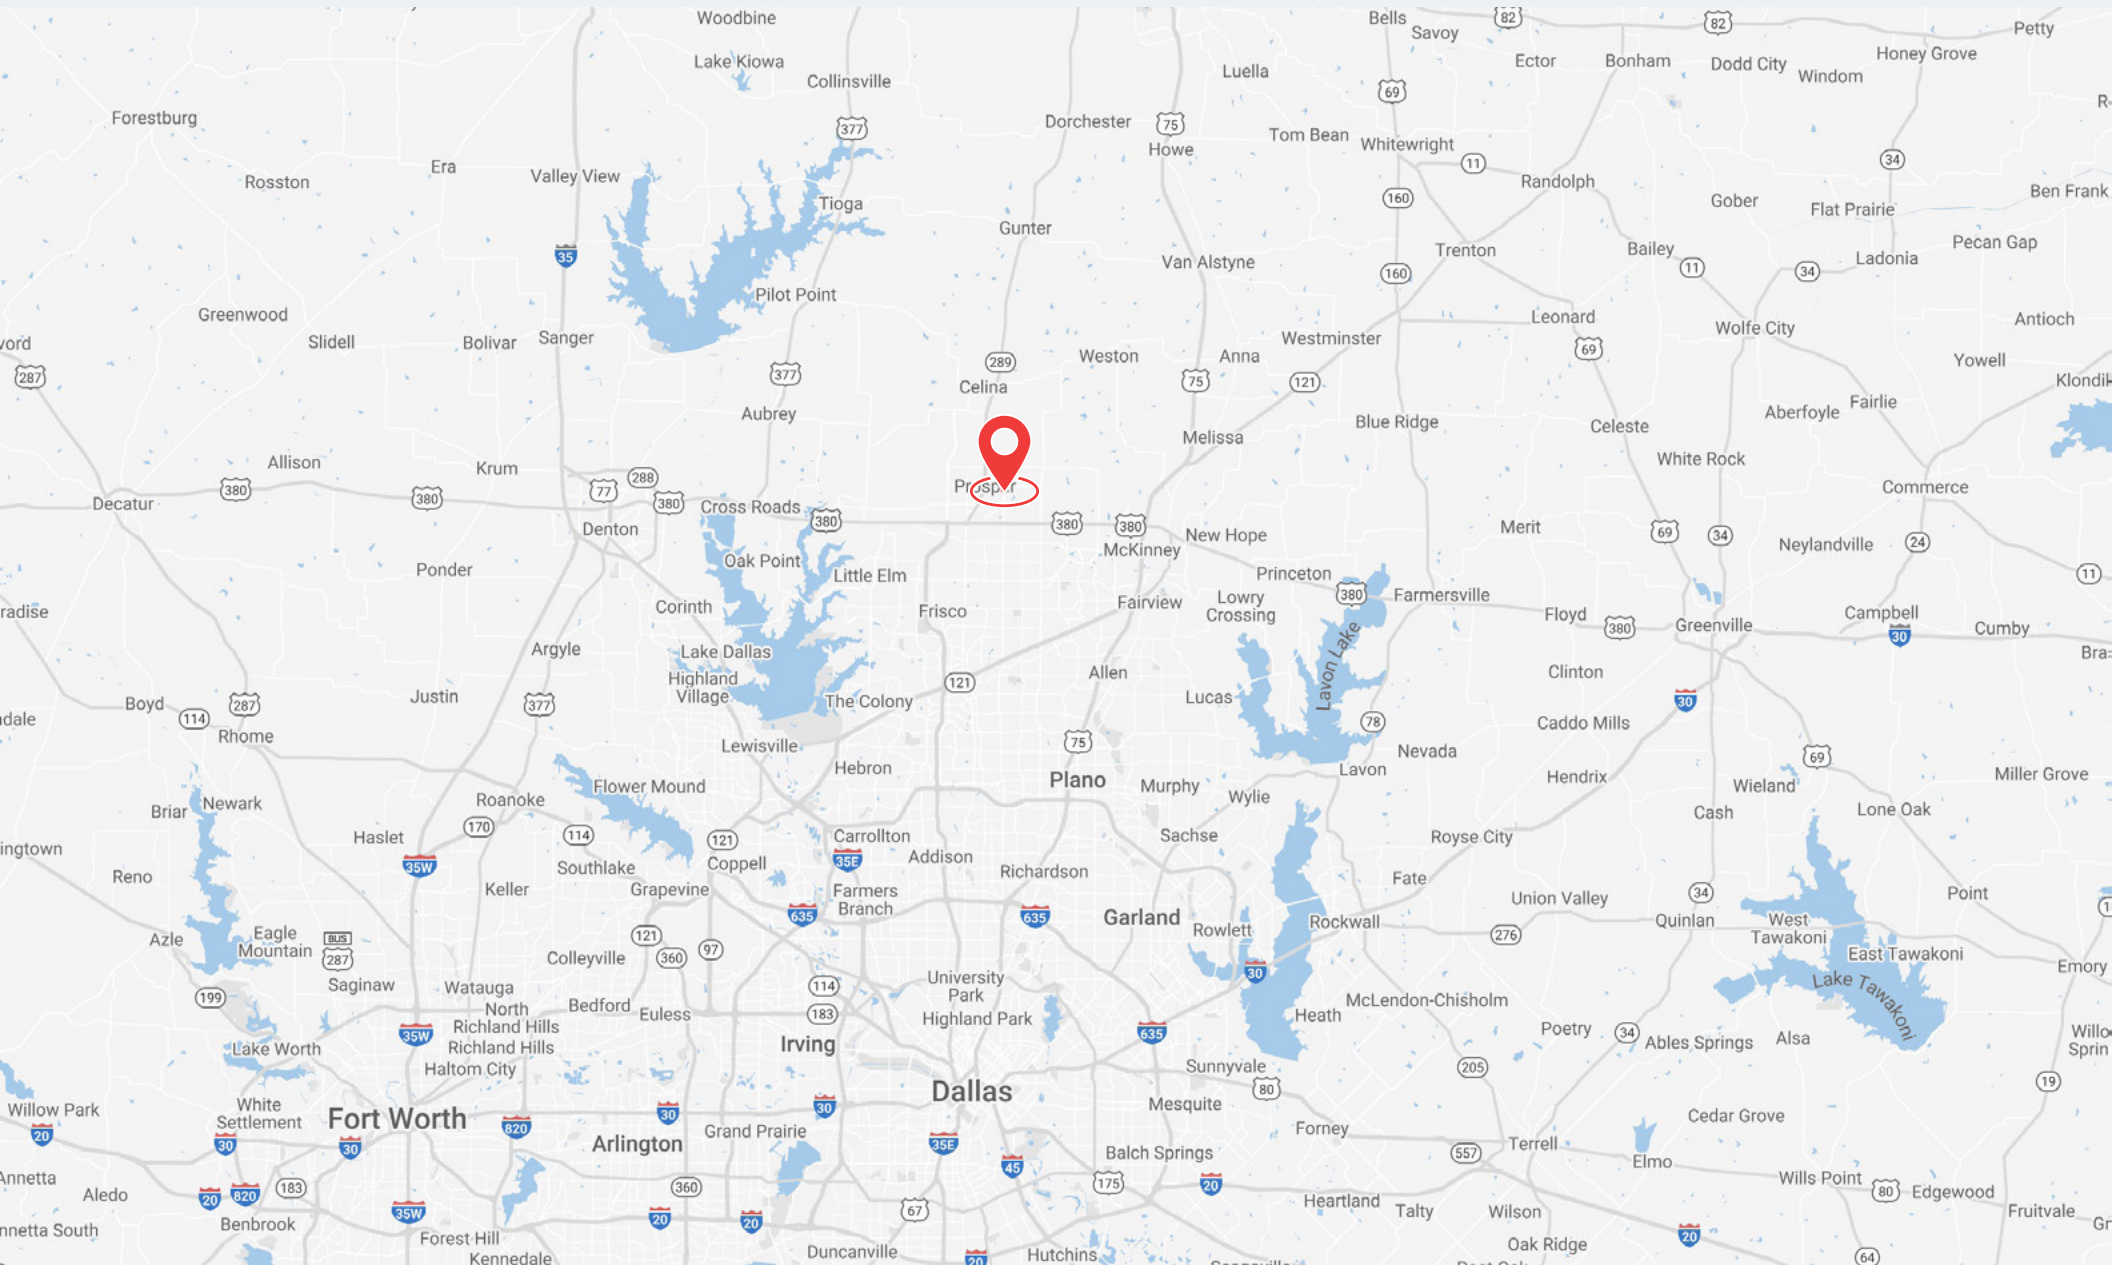 Woodbine
Bells
82
Savoy
82
Petty
Lake Kiowa
Collinsville
Luella
Ector
Bonham
Dodd City
Windom
Honey Grove
69
Forestburg
377
Dorchester
75
Howe
Tom Bean
Whitewright
11
34
Era
Valley View
Rosston
Randolph
160
Tioga
Gober
Flat Prairie
Ben Frank
Gunter
35
Van Alstyne
Trenton
Bailey
11
34
Ladonia
Pecan Gap
160
Pilot Point
Greenwood
Slidell
Bolivar
Sanger
Leonard
Wolfe City
Antioch
Westminster
287
377
289
Weston
Anna
69
Yowell
Celina
75
121
Klondik
Aubrey
Blue Ridge
Celeste
Aberfoyle
Fairlie
Melissa
Allison
Krum
White Rock
288
77
380
380
380
Decatur
Denton
Cross Roads
380
Prosper
380
380
Commerce
New Hope
McKinney
Merit
69
34
Neylandville
24
11
Ponder
Oak Point
Little Elm
Princeton
380
Farmersville
Lowry
Crossing
Corinth
Frisco
Fairview
Floyd
380
Greenville
Campbell
30
Cumby
Argyle
Lake Dallas
Highland
Village
121
Allen
Lavon Lake
Clinton
Justin
377
The Colony
Lucas
30
Boyd
114
287
Rhome
78
Caddo Mills
Lewisville
75
Nevada
69
Hebron
Plano
Lavon
Hendrix
Wieland
Miller Grove
Flower Mound
Murphy
Wylie
Briar
Newark
Roanoke
170
114
121
Carrollton
Sachse
Royse City
Cash
Lone Oak
Haslet
35W
Southlake
Coppell
35E
Addison
Richardson
Reno
Keller
Grapevine
Farmers
Branch
Fate
34
Union Valley
Point
635
635
Garland
Rowlett
Rockwall
276
Quinlan
West
Tawakoni
East Tawakoni
Azle
Eagle
Mountain
BUS
287
121
360
97
Colleyville
30
Emory
Saginaw
Watauga
North
Richland Hills
Richland Hills
Haltom City
University
Park
Highland Park
114
183
Lake Tawakoni
199
Bedford
Euless
McLendon-Chisholm
Heath
35W
635
Poetry
34
Ables Springs
Alsa
Lake Worth
Irving
Sunnyvale
80
205
19
Dallas
Willow Park
20
White
Settlement
30
Fort Worth
30
820
30
30
Mesquite
Cedar Grove
Arlington
Grand Prairie
35E
45
Forney
Terrell
557
Elmo
Balch Springs
175
20
Wills Point
80
Edgewood
Aledo
20
820
183
360
Heartland
Talty
Wilson
Fruitvale
Benbrook
35W
20
20
67
20
Forest Hill
Kennedale
Duncanville
20
Hutchins
Oak Ridge
64